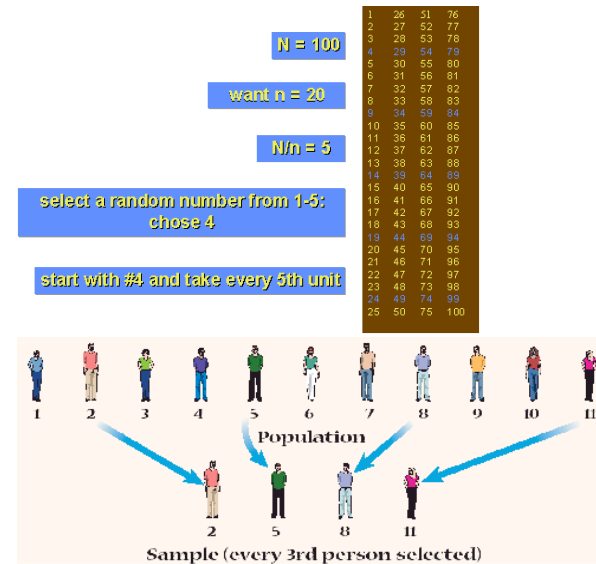 N = 100
want n = 20
N/n = 5
select a random number from 1-5:
chose 4
start with #4 and take every 5th unit
1 26 51 76
2 27 52 77
3 28 53 78
4 29 54 79
5 30 55 80
6 31 56 81
7 32 57 82
8 33 58 83
9 34 59 84
10 35 60 85
11 36 61 86
12 37 62 87
13 38 63 88
14 39 64 89
15 40 65 90
16 41 66 91
17 42 67 92
18 43 68 93
19 44 69 94
20 45 70 95
21 46 71 96
22 47 72 97
23 48 73 98
24 49 74 99
25 50 75 100
1 2 3 4 5 6 7 8 9 10 11
Population
2 5 8 11
Sample (every 3rd person selected)